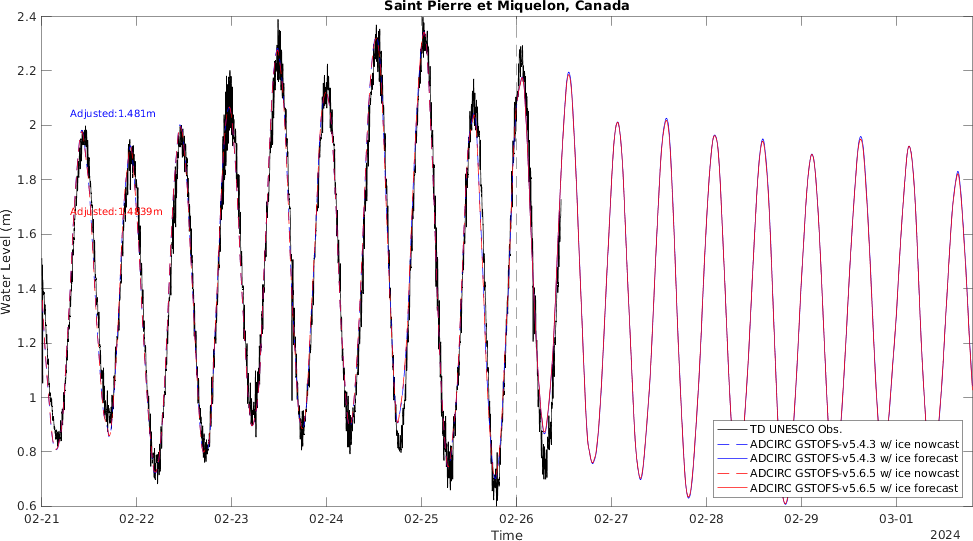 Saint Pierre et Miquelon, Canada
2.4
2.2
2
1.8
1.6
1.4
1.2
1
0.8
0.6
Water Level (m)
Adjusted:1.481m
Adjusted:1.4839m
TD UNESCO Obs.
ADCIRC GSTOFS-v5.4.3 w/ ice nowcast
ADCIRC GSTOFS-v5.4.3 w/ ice forecast
ADCIRC GSTOFS-v5.6.5 w/ ice nowcast
ADCIRC GSTOFS-v5.6.5 w/ ice forecast
02-21 02-22 02-23 02-24 02-25 02-26 02-27 02-28 02-29 03-01
Time
2024